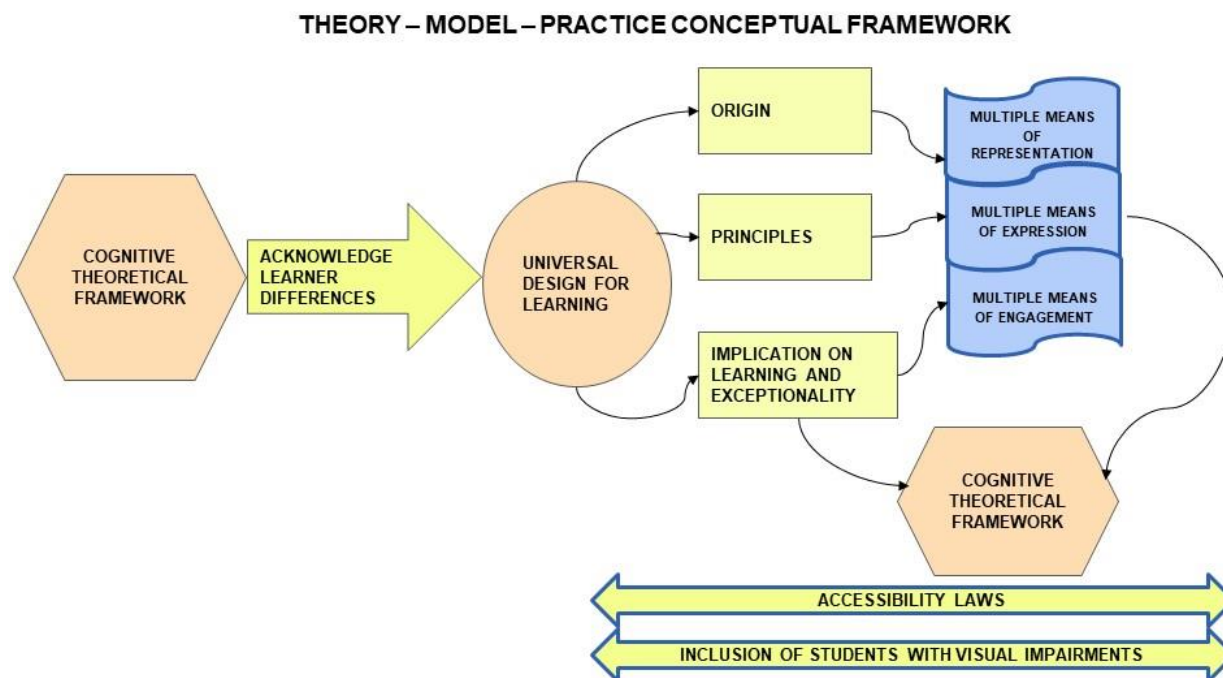 THEORY – MODEL – PRACTICE CONCEPTUAL FRAMEWORK
COGNITIVE
THEORETICAL
FRAMEWORK
ACKNOWLEDGE
LEARNER
DIFFERENCES
UNIVERSAL
DESIGN FOR
LEARNING
ORIGIN
PRINCIPLES
IMPLICATION ON
LEARNING AND
EXCEPTIONALITY
MULTIPLE MEANS
OF
REPRESENTATION
MULTIPLE MEANS
OF EXPRESSION
MULTIPLE MEANS
OF ENGAGEMENT
COGNITIVE
THEORETICAL
FRAMEWORK
ACCESSIBILITY LAWS
INCLUSION OF STUDENTS WITH VISUAL IMPAIRMENTS